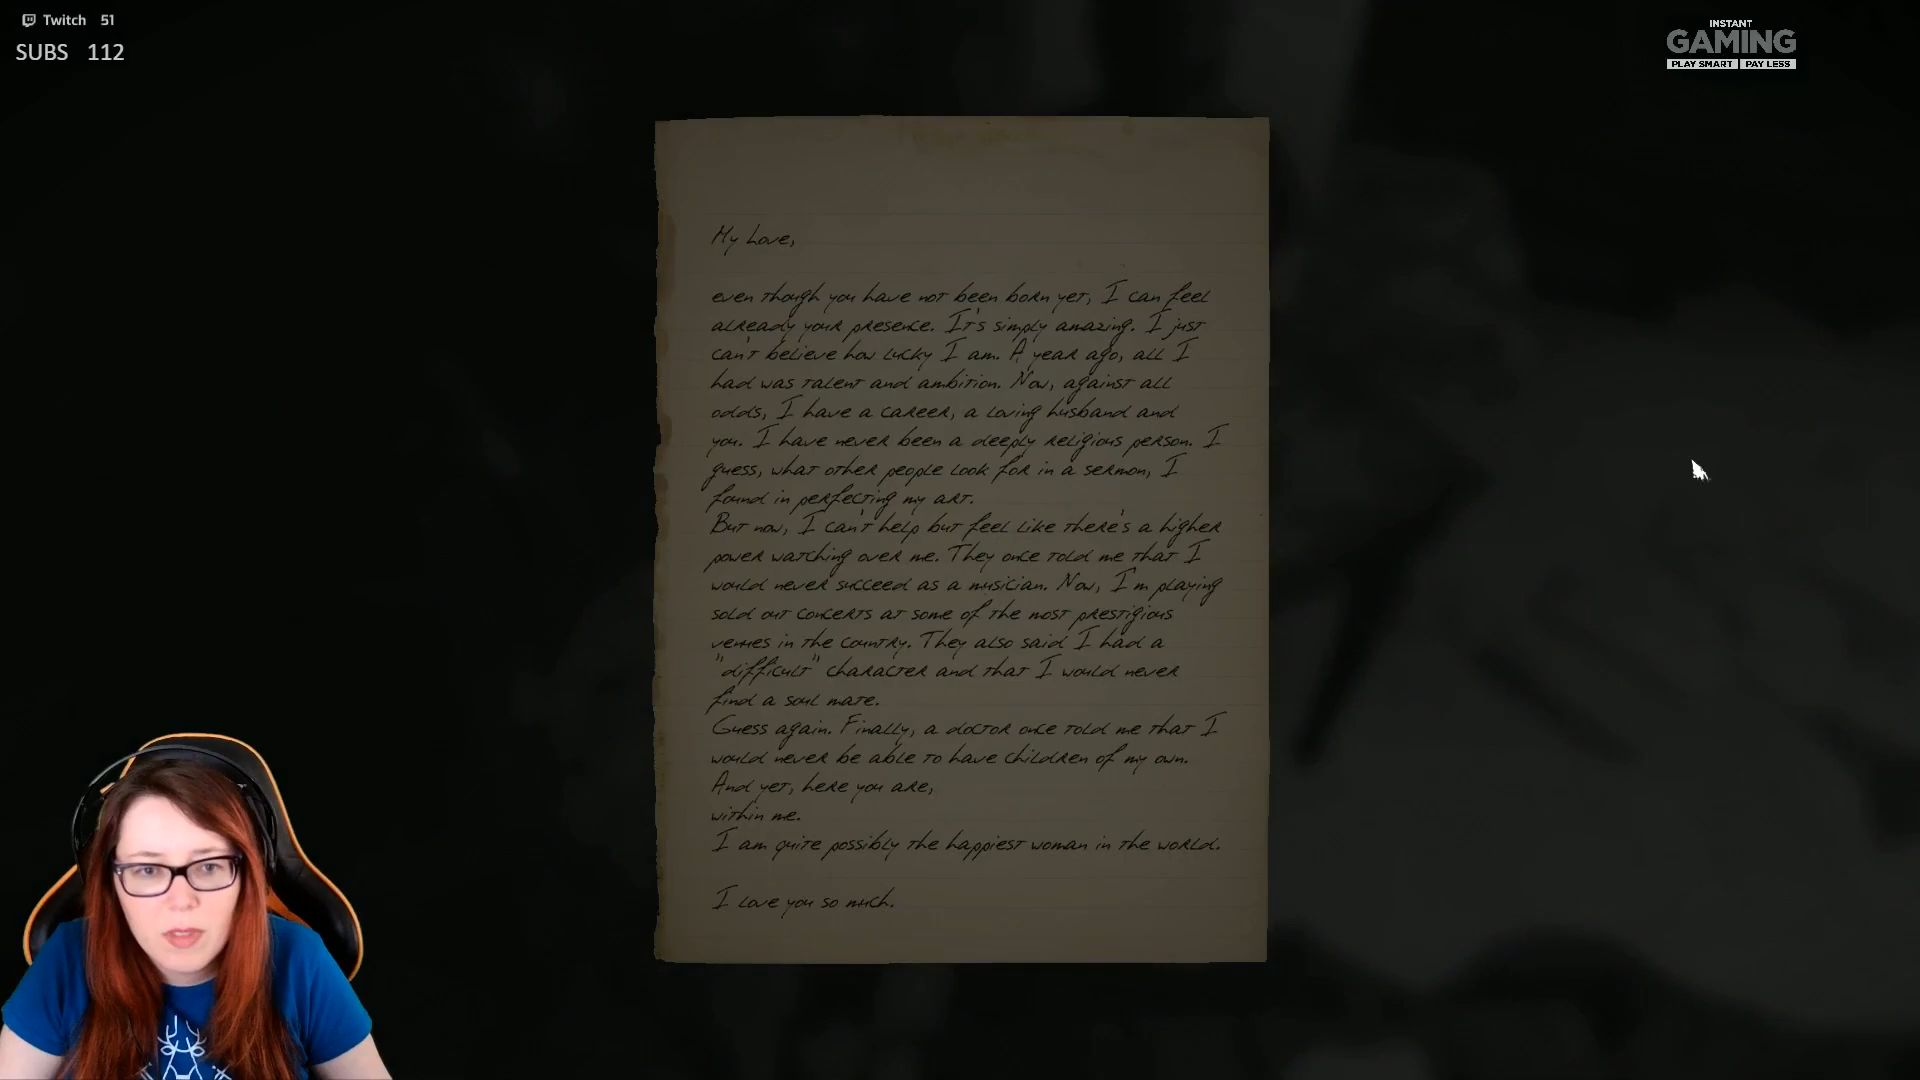 Twitch 51
SUBS 112
INSTANT
GAMING
PLAY SMART PAY LESS
My Love,
even though you have not been born yet, I can feel
already your presence. It's simply amazing. I just
can't believe how lucky I am. A year ago, all I
had was talent and ambition. Now, against all
odds, I have a career, a loving husband and
you. I have never been a deeply religious person. I
guess, what other people look for in a sermon, I
found in perfecting my art.
But now, I can't help but feel like there's a higher
power watching over me. They once told me that I
would never succeed as a musician. Now, I'm playing
sold out concerts at some of the most prestigious
venues in the country. They also said I had a
"difficult" character and that I would never
find a soul mate.
Guess again. Finally, a doctor once told me that I
would never be able to have children of my own.
And yet, here you are,
within me.
I am quite possibly the happiest woman in the world.
I love you so much.